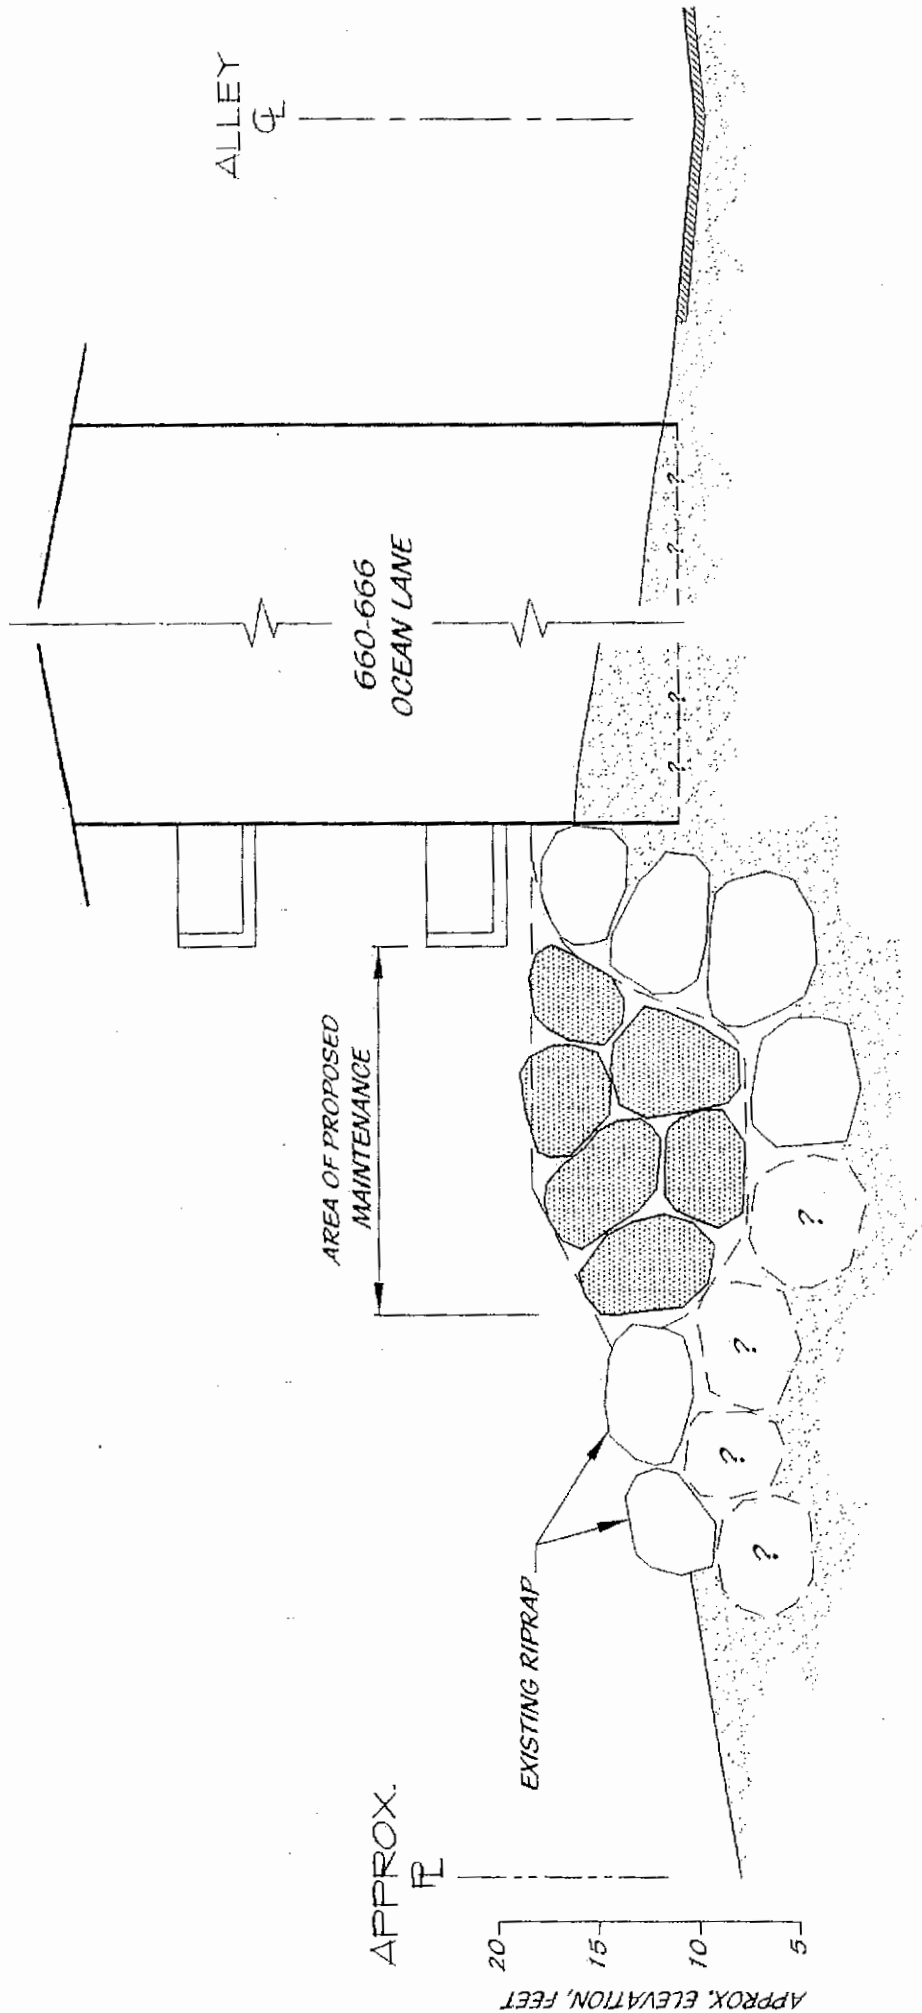 APPROX.
PL
ALLEY
CL
660-666
OCEAN LANE
AREA OF PROPOSED
MAINTENANCE
EXISTING RIPRAP
?
?
?
?
?
?
?
?
20
15
10
5
APPROX. ELEVATION, FEET